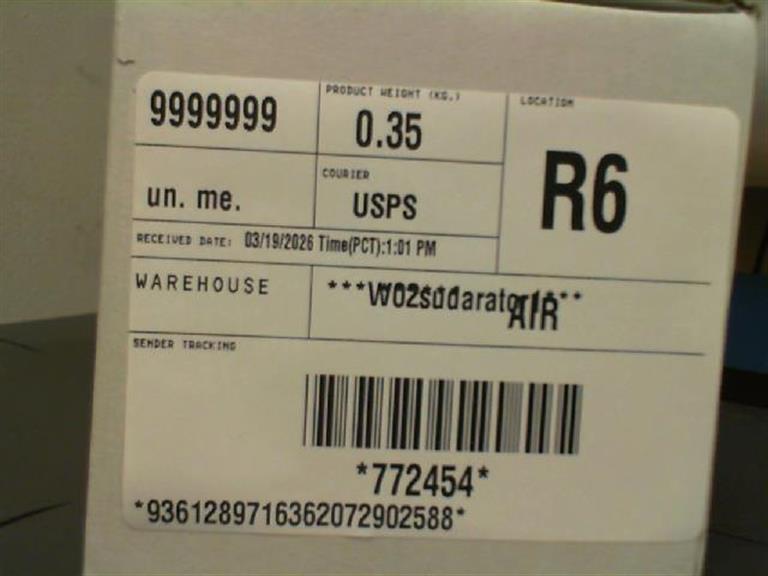 9999999
PRODUCT WEIGHT (KG.)
0.35
LOCATION
R6
un. me.
COURIER
USPS
RECEIVED DATE: 03/19/2026 Time(PCT):1:01 PM
WAREHOUSE
AIR
SENDER TRACKING
*772454*
*9361289716362072902588*